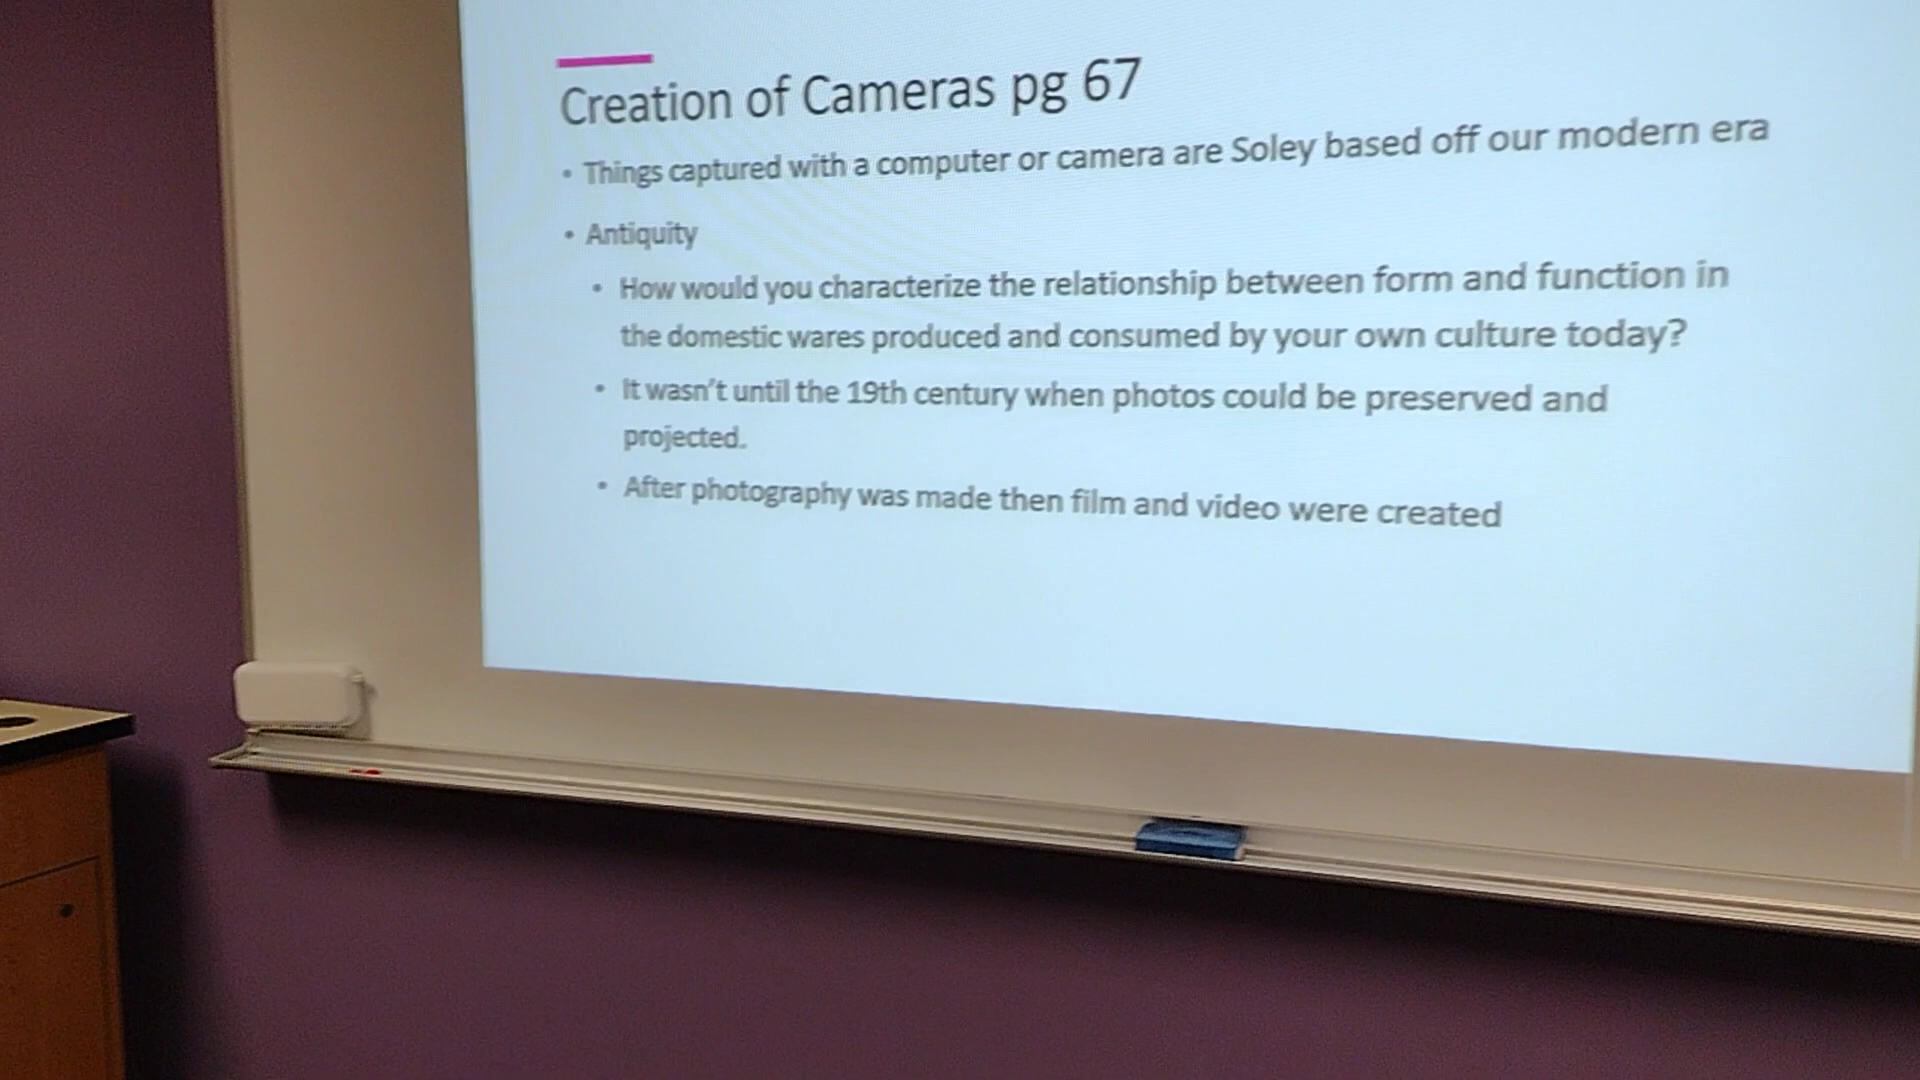 Creation of Cameras pg 67
• Things captured with a computer or camera are Soley based off our modern era
• Antiquity
• How would you characterize the relationship between form and function in
the domestic wares produced and consumed by your own culture today?
• It wasn't until the 19th century when photos could be preserved and
projected.
• After photography was made then film and video were created